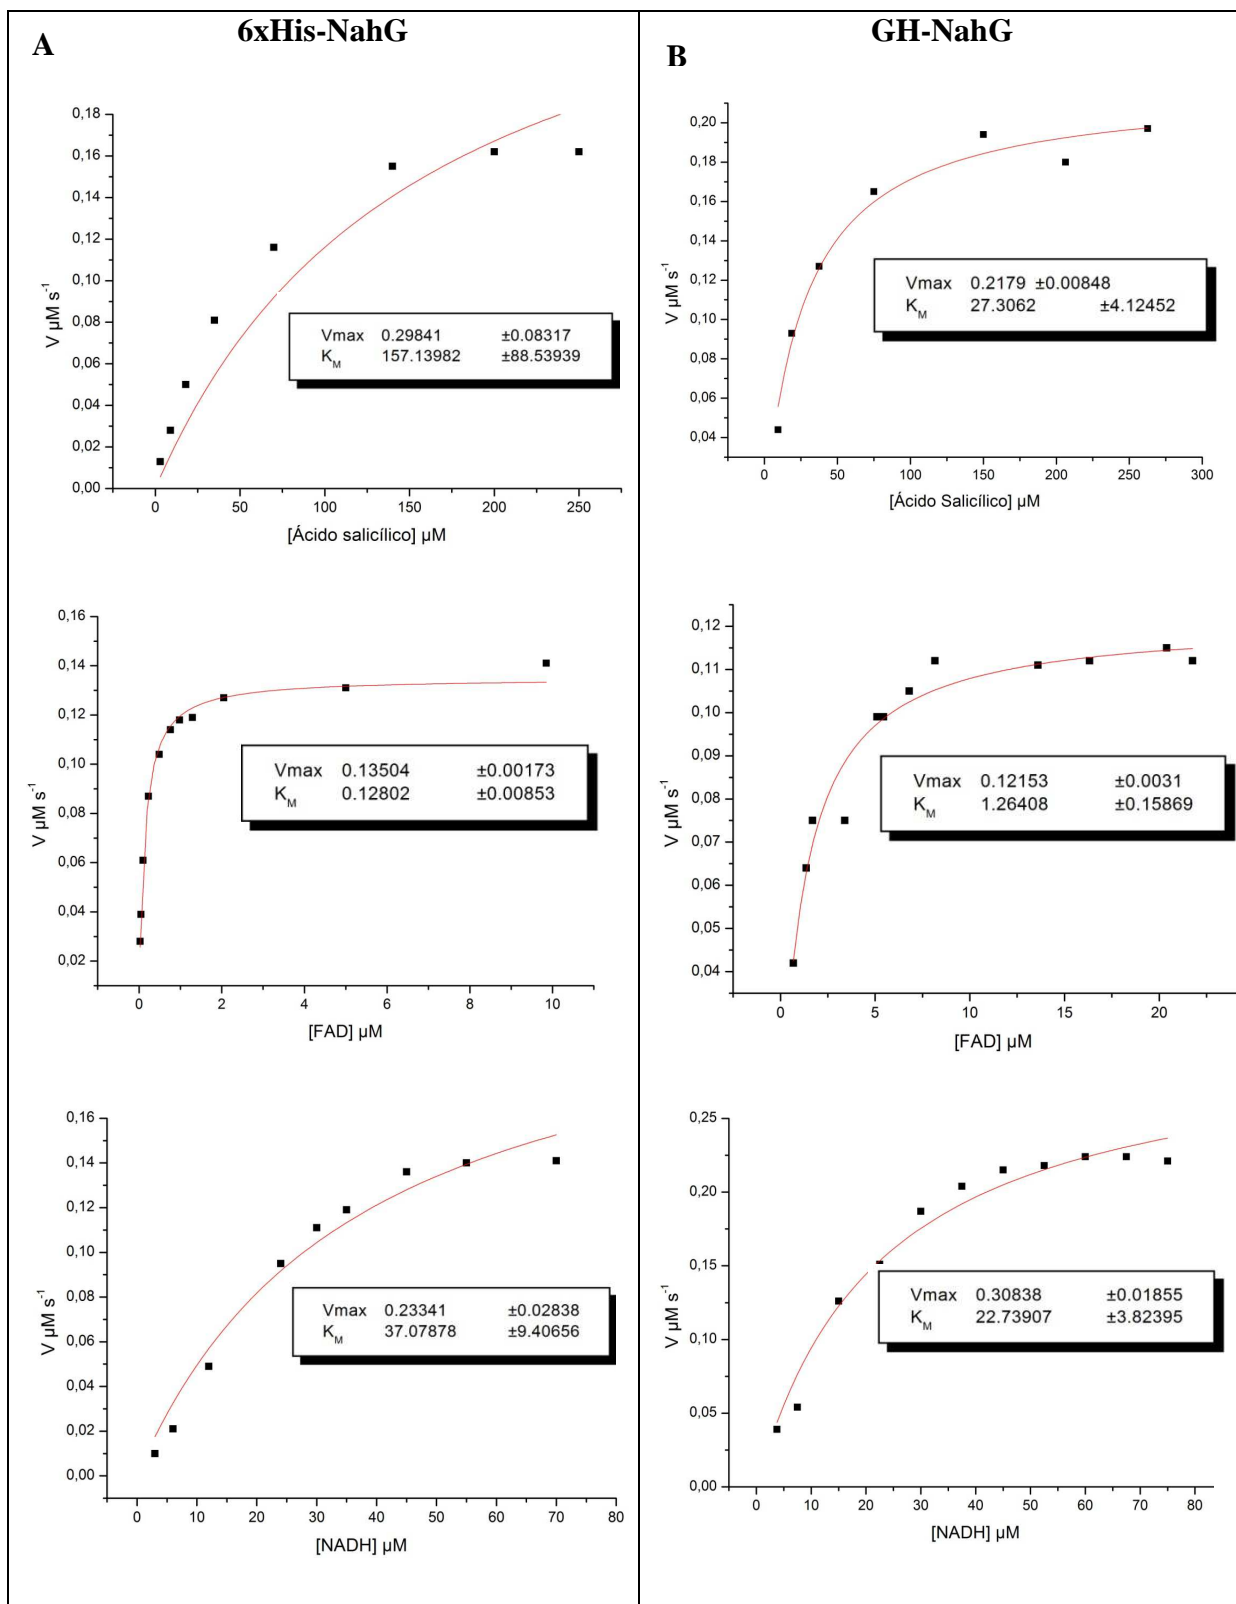 A
6xHis-NahG
0,18
0,16
0,14
0,12
0,10
0,08
0,06
0,04
0,02
0,00
V µM s⁻¹
Vmax 0.29841 ±0.08317
K_M 157.13982 ±88.53939
0 50 100 150 200 250
[Ácido salicílico] µM
0,16
0,14
0,12
0,10
0,08
0,06
0,04
0,02
V µM s⁻¹
Vmax 0.13504 ±0.00173
K_M 0.12802 ±0.00853
0 2 4 6 8 10
[FAD] µM
0,16
0,14
0,12
0,10
0,08
0,06
0,04
0,02
0,00
V µM s⁻¹
Vmax 0.23341 ±0.02838
K_M 37.07878 ±9.40656
0 10 20 30 40 50 60 70 80
[NADH] µM
B
GH-NahG
0,20
0,18
0,16
0,14
0,12
0,10
0,08
0,06
0,04
V µM s⁻¹
Vmax 0.2179 ±0.00848
K_M 27.3062 ±4.12452
0 50 100 150 200 250 300
[Ácido Salicílico] µM
0,12
0,11
0,10
0,09
0,08
0,07
0,06
0,05
0,04
V µM s⁻¹
Vmax 0.12153 ±0.0031
K_M 1.26408 ±0.15869
0 5 10 15 20
[FAD] µM
0,25
0,20
0,15
0,10
0,05
0,00
V µM s⁻¹
Vmax 0.30838 ±0.01855
K_M 22.73907 ±3.82395
0 10 20 30 40 50 60 70 80
[NADH] µM